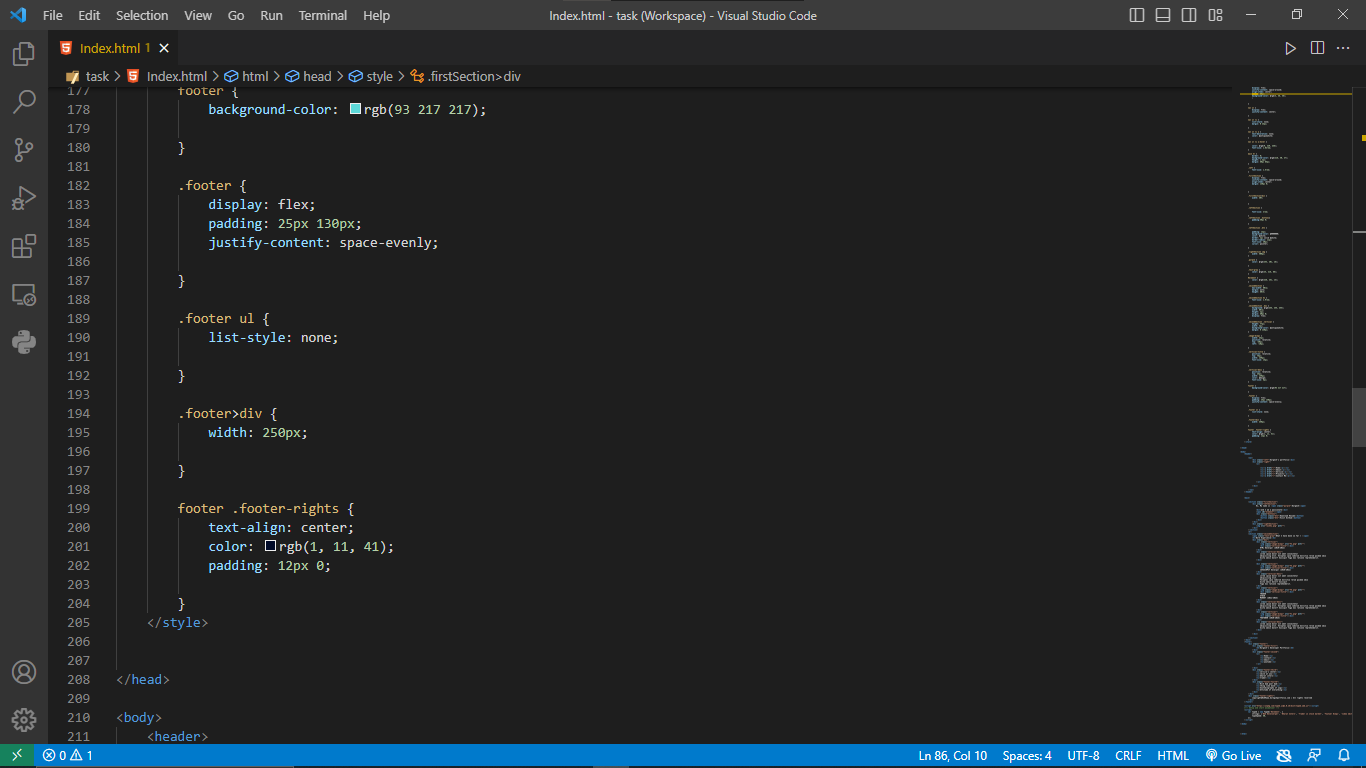 File Edit Selection View Go Run Terminal Help Index.html - task (Workspace) - Visual Studio Code
Index.html 1
task > Index.html > html > head > style > .firstSection>div
177 footer {
178 background-color: rgb(93 217 217);
179
180 }
181
182 .footer {
183 display: flex;
184 padding: 25px 130px;
185 justify-content: space-evenly;
186
187 }
188
189 .footer ul {
190 list-style: none;
191
192 }
193
194 .footer>div {
195 width: 250px;
196
197 }
198
199 footer .footer-rights {
200 text-align: center;
201 color: rgb(1, 11, 41);
202 padding: 12px 0;
203
204 }
205 </style>
206
207
208 </head>
209
210 <body>
211 <header>
0 1 Ln 86, Col 10 Spaces: 4 UTF-8 CRLF HTML Go Live